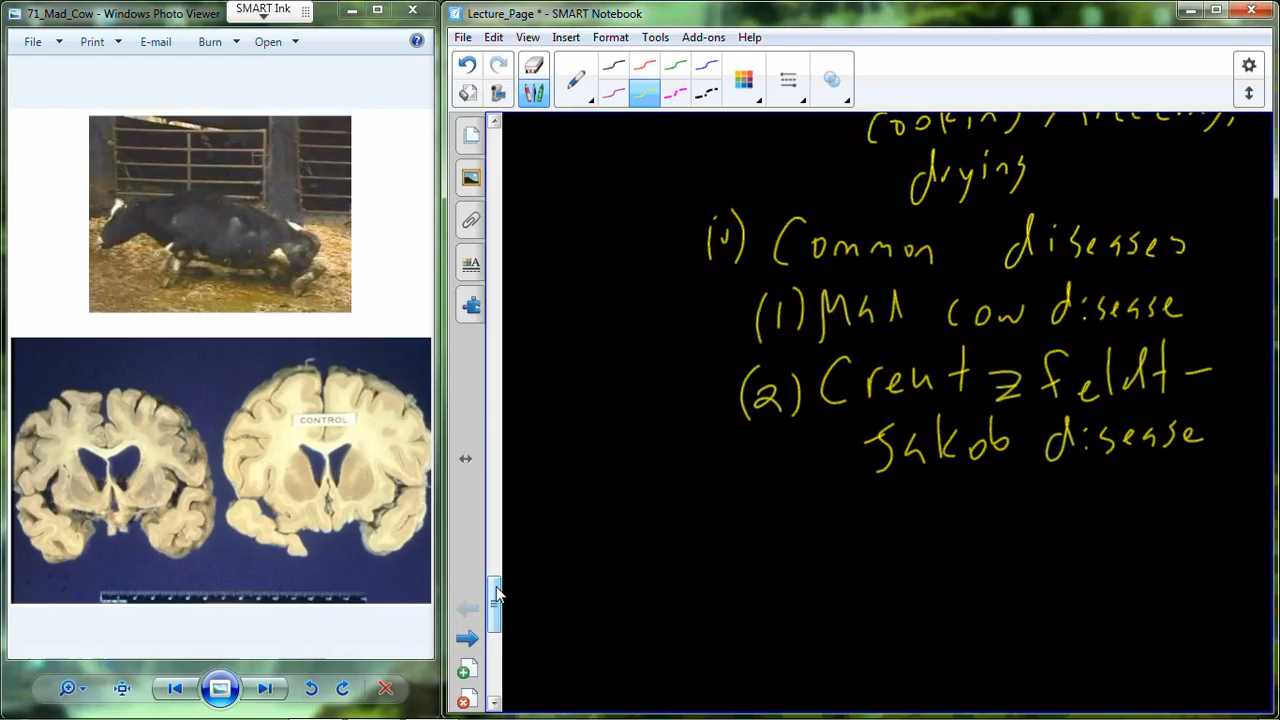 71_Mad_Cow - Windows Photo Viewer
SMART Ink
File Print E-mail Burn Open
CONTROL
Lecture_Page * - SMART Notebook
File Edit View Insert Format Tools Add-ons Help
cooking,
drying
(iv) Common diseases
(1) Mad cow disease
(2) Creutzfeldt-
Jakob disease